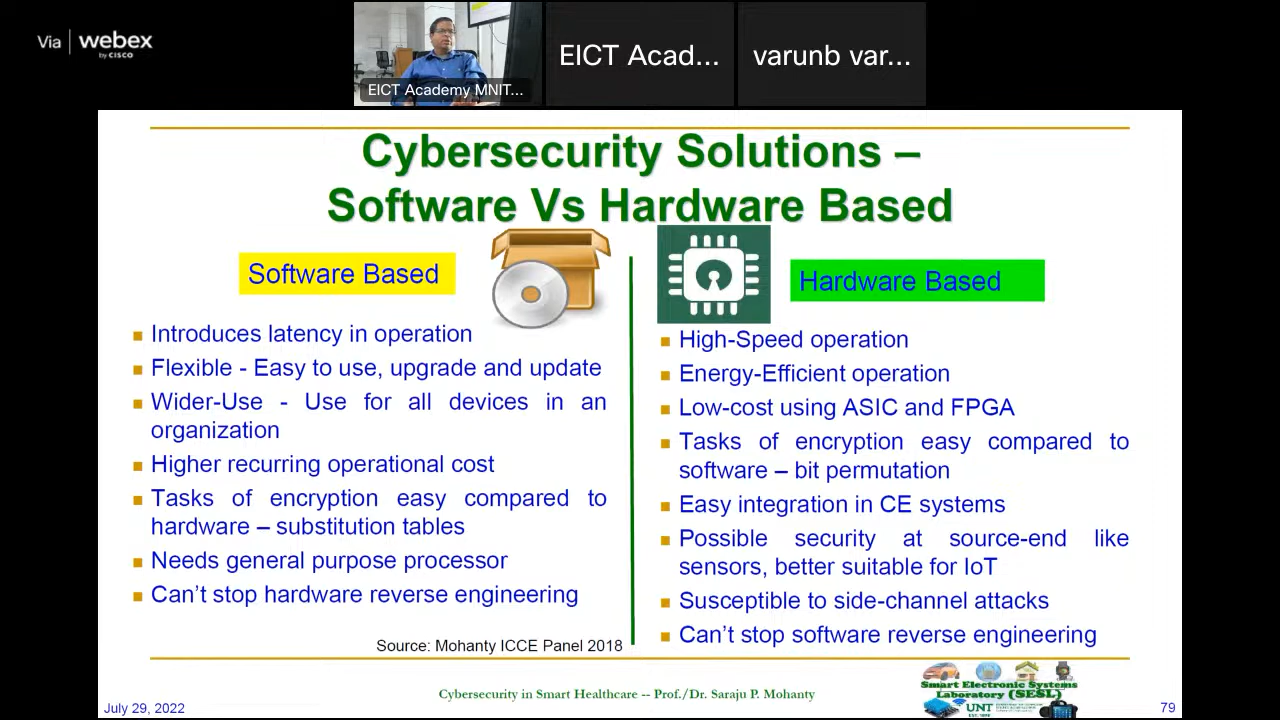 Via webex
by CISCO
EICT Academy MNIT...
EICT Acad...
varunb var...
Cybersecurity Solutions –
Software Vs Hardware Based
Software Based
Introduces latency in operation
Flexible - Easy to use, upgrade and update
Wider-Use - Use for all devices in an
organization
Higher recurring operational cost
Tasks of encryption easy compared to
hardware – substitution tables
Needs general purpose processor
Can't stop hardware reverse engineering
Source: Mohanty ICCE Panel 2018
Hardware Based
High-Speed operation
Energy-Efficient operation
Low-cost using ASIC and FPGA
Tasks of encryption easy compared to
software – bit permutation
Easy integration in CE systems
Possible security at source-end like
sensors, better suitable for IoT
Susceptible to side-channel attacks
Can't stop software reverse engineering
July 29, 2022
Cybersecurity in Smart Healthcare -- Prof./Dr. Saraju P. Mohanty
Smart Electronic Systems
Laboratory (SESL)
UNT
79